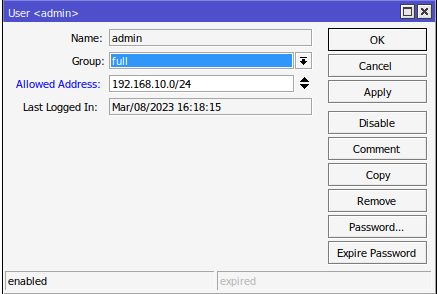 User <admin>
Name: admin
Group: full
Allowed Address: 192.168.10.0/24
Last Logged In: Mar/08/2023 16:18:15
OK
Cancel
Apply
Disable
Comment
Copy
Remove
Password...
Expire Password
enabled
expired